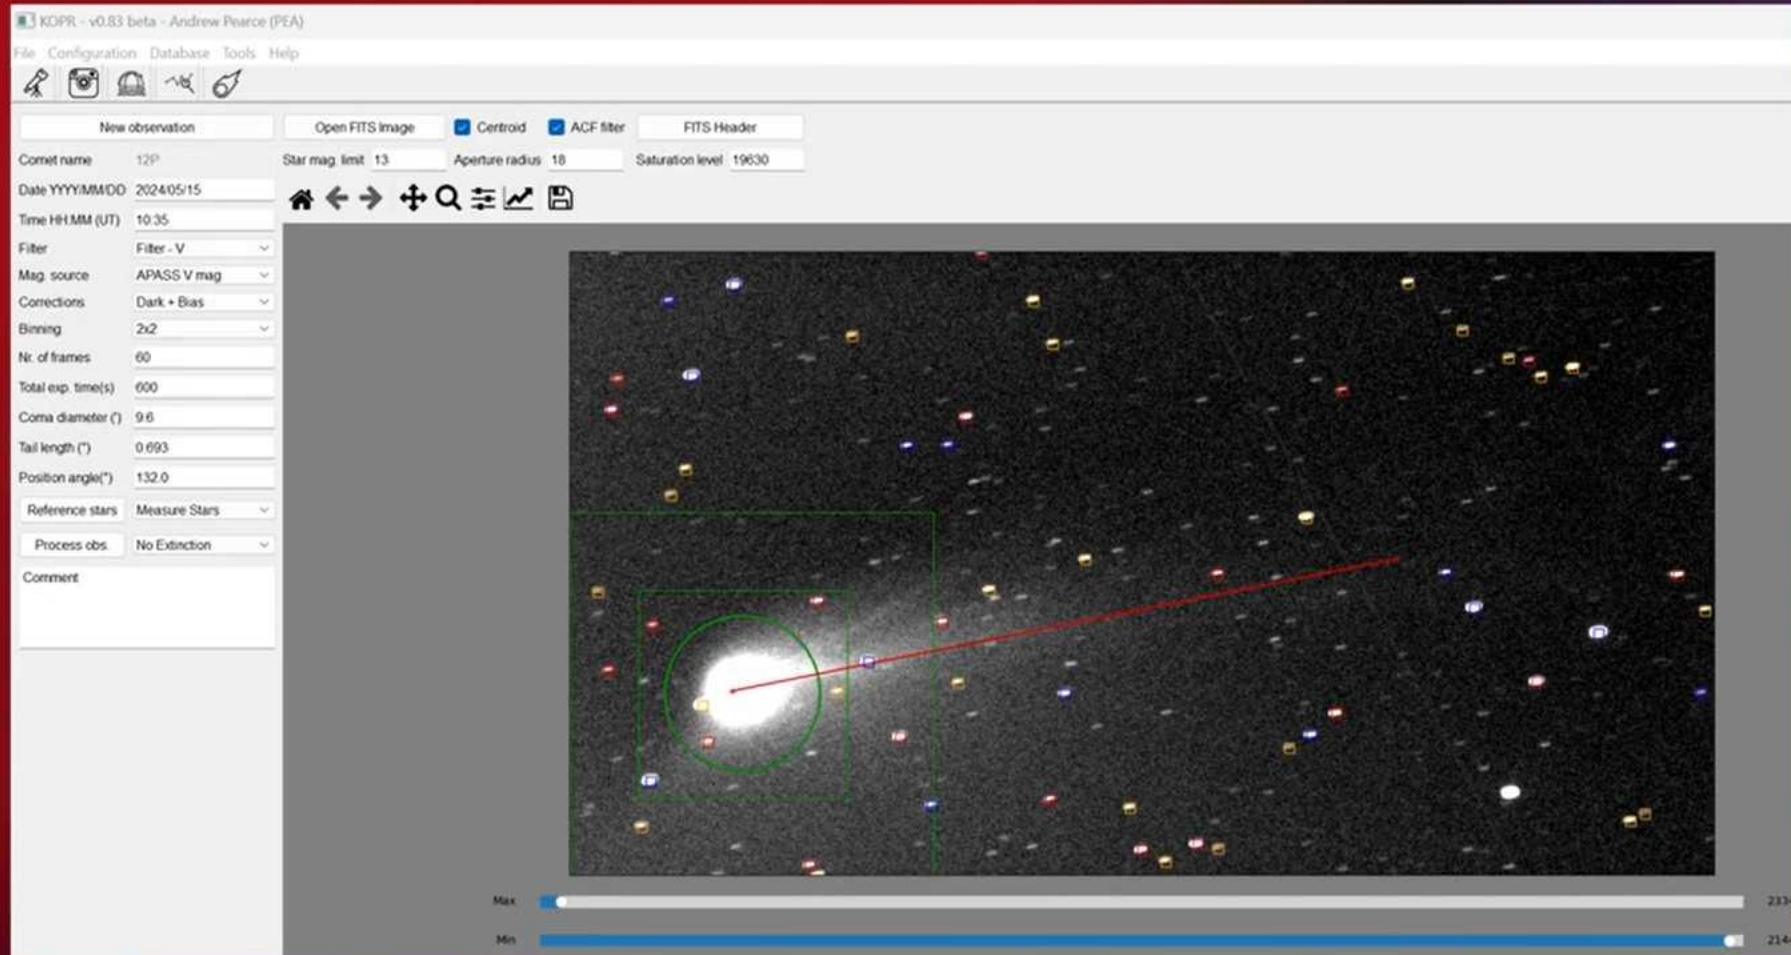 KOPR - v0.83 beta - Andrew Pearce (PEA)
File Configuration Database Tools Help
New observation Open FITS Image Centroid ACF filter FITS Header
Comet name 12P Star mag. limit 13 Aperture radius 18 Saturation level 19630
Date YYYY/MM/DD 2024/05/15
Time HH:MM (UT) 10:35
Filter Filter - V
Mag. source APASS V mag
Corrections Dark + Bias
Binning 2x2
Nr. of frames 60
Total exp. time(s) 600
Coma diameter (') 9.6
Tail length (°) 0.693
Position angle(°) 132.0
Reference stars Measure Stars
Process obs. No Extinction
Comment
Max
Min